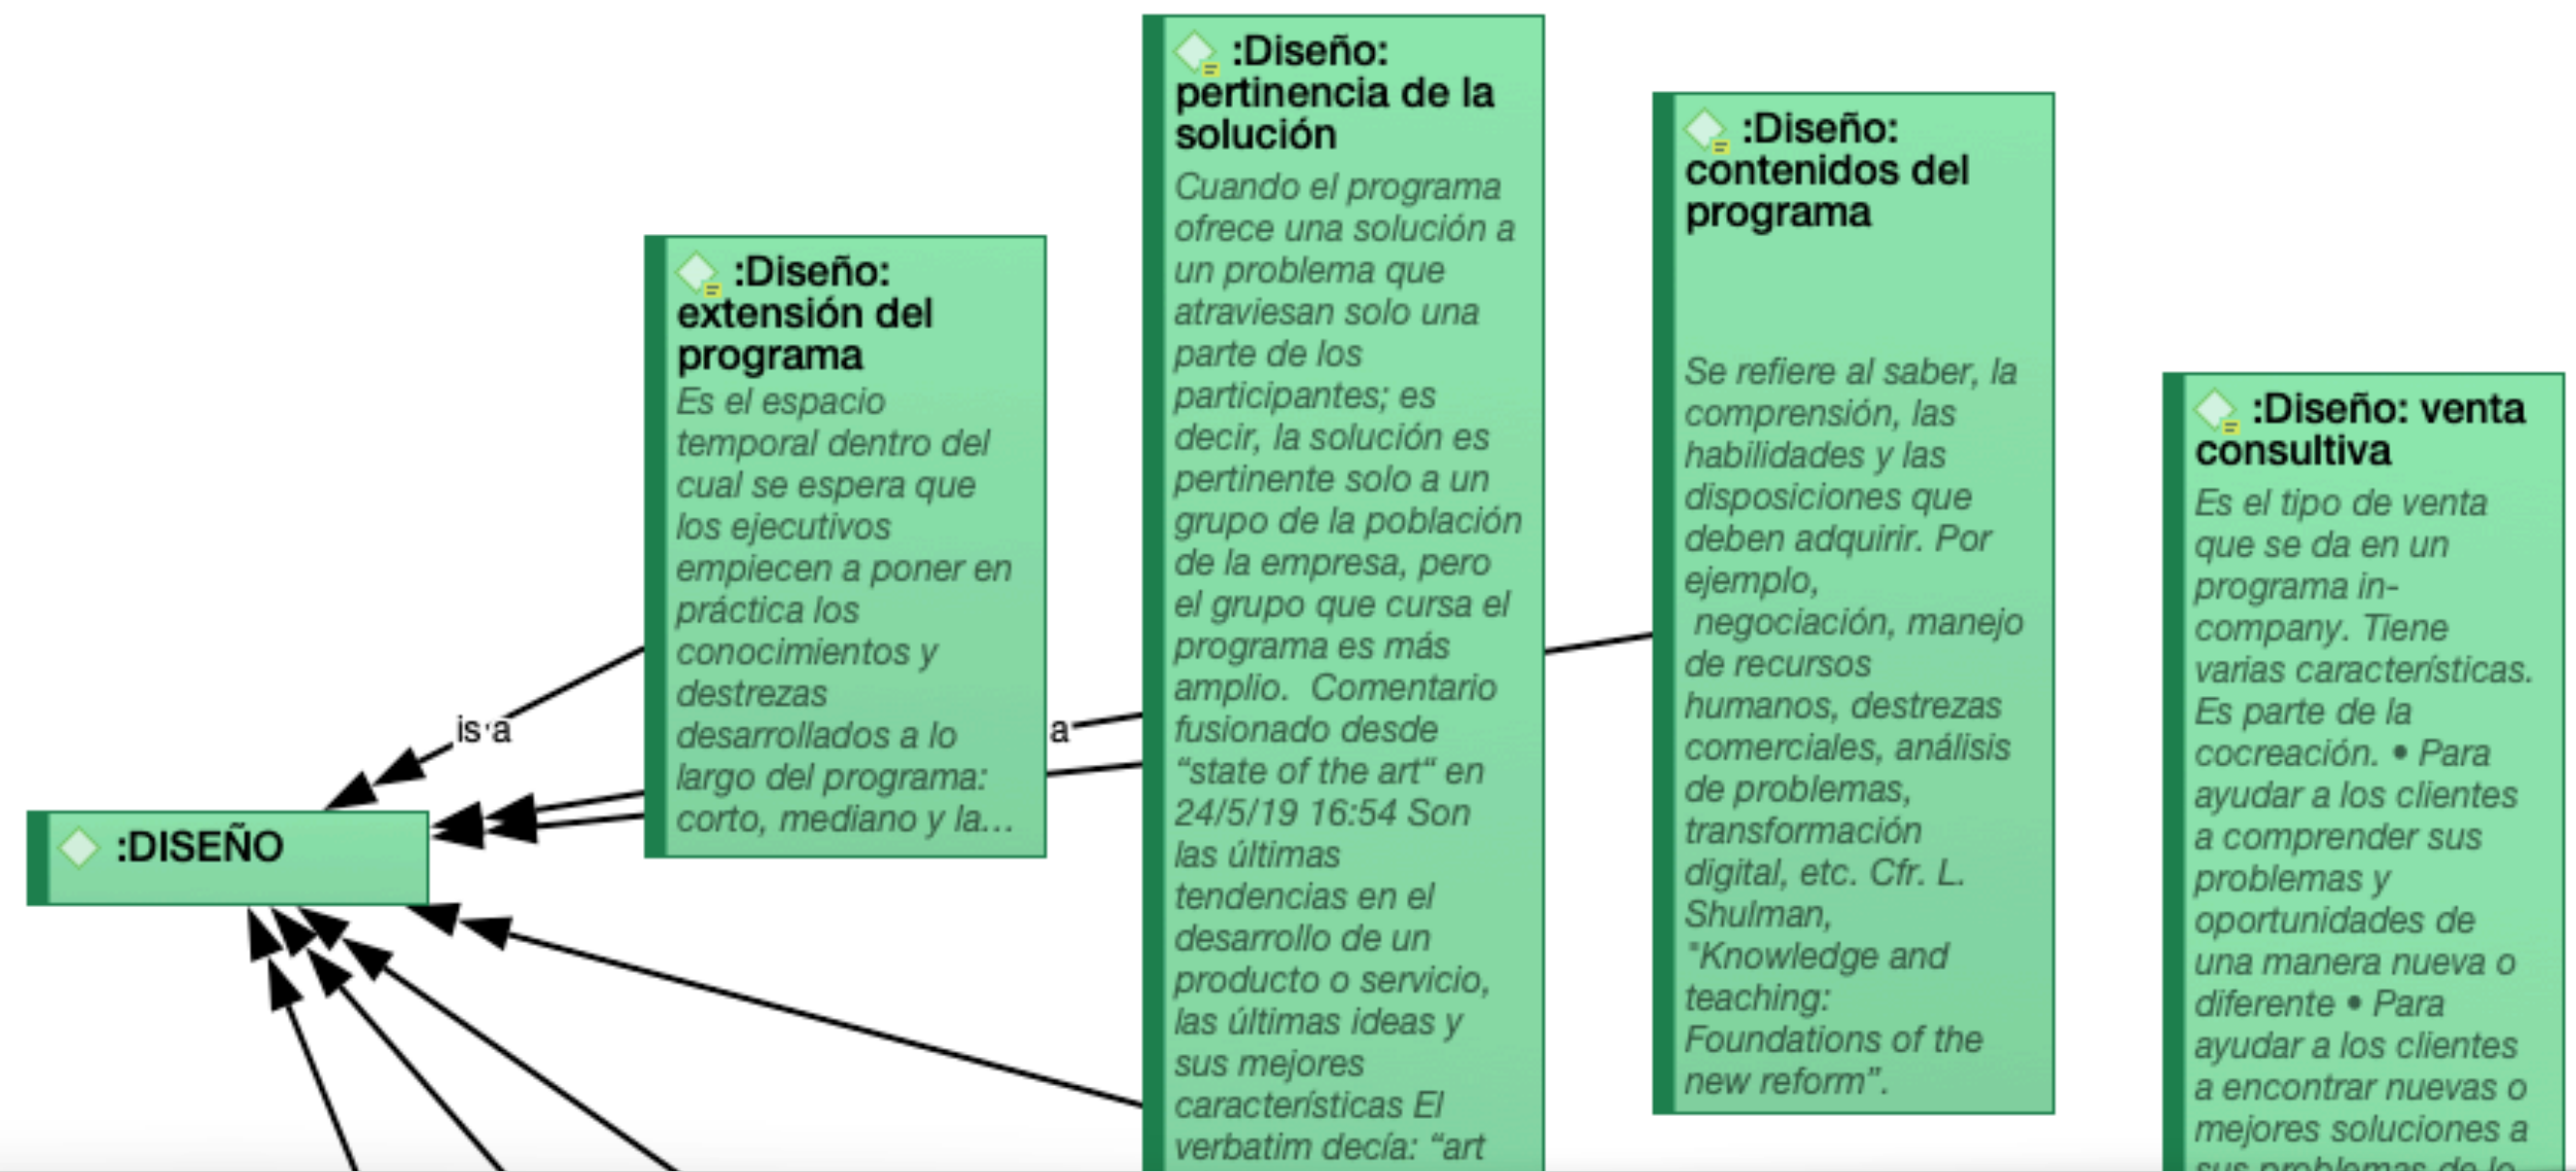 :Diseño:
pertinencia de la
solución
Cuando el programa
ofrece una solución a
un problema que
atraviesan solo una
parte de los
participantes; es
decir, la solución es
pertinente solo a un
grupo de la población
de la empresa, pero
el grupo que cursa el
programa es más
amplio.  Comentario
fusionado desde
“state of the art“ en
24/5/19 16:54 Son
las últimas
tendencias en el
desarrollo de un
producto o servicio,
las últimas ideas y
sus mejores
características El
verbatim decía: “art
:Diseño:
contenidos del
programa
Se refiere al saber, la
comprensión, las
habilidades y las
disposiciones que
deben adquirir. Por
ejemplo,
negociación, manejo
de recursos
humanos, destrezas
comerciales, análisis
de problemas,
transformación
digital, etc. Cfr. L.
Shulman,
"Knowledge and
teaching:
Foundations of the
new reform".
:Diseño:
extensión del
programa
Es el espacio
temporal dentro del
cual se espera que
los ejecutivos
empiecen a poner en
práctica los
conocimientos y
destrezas
desarrollados a lo
largo del programa:
corto, mediano y la...
:Diseño: venta
consultiva
Es el tipo de venta
que se da en un
programa in-
company. Tiene
varias características.
Es parte de la
cocreación. • Para
ayudar a los clientes
a comprender sus
problemas y
oportunidades de
una manera nueva o
diferente • Para
ayudar a los clientes
a encontrar nuevas o
mejores soluciones a
sus problemas de lo
is a
a
:DISEÑO